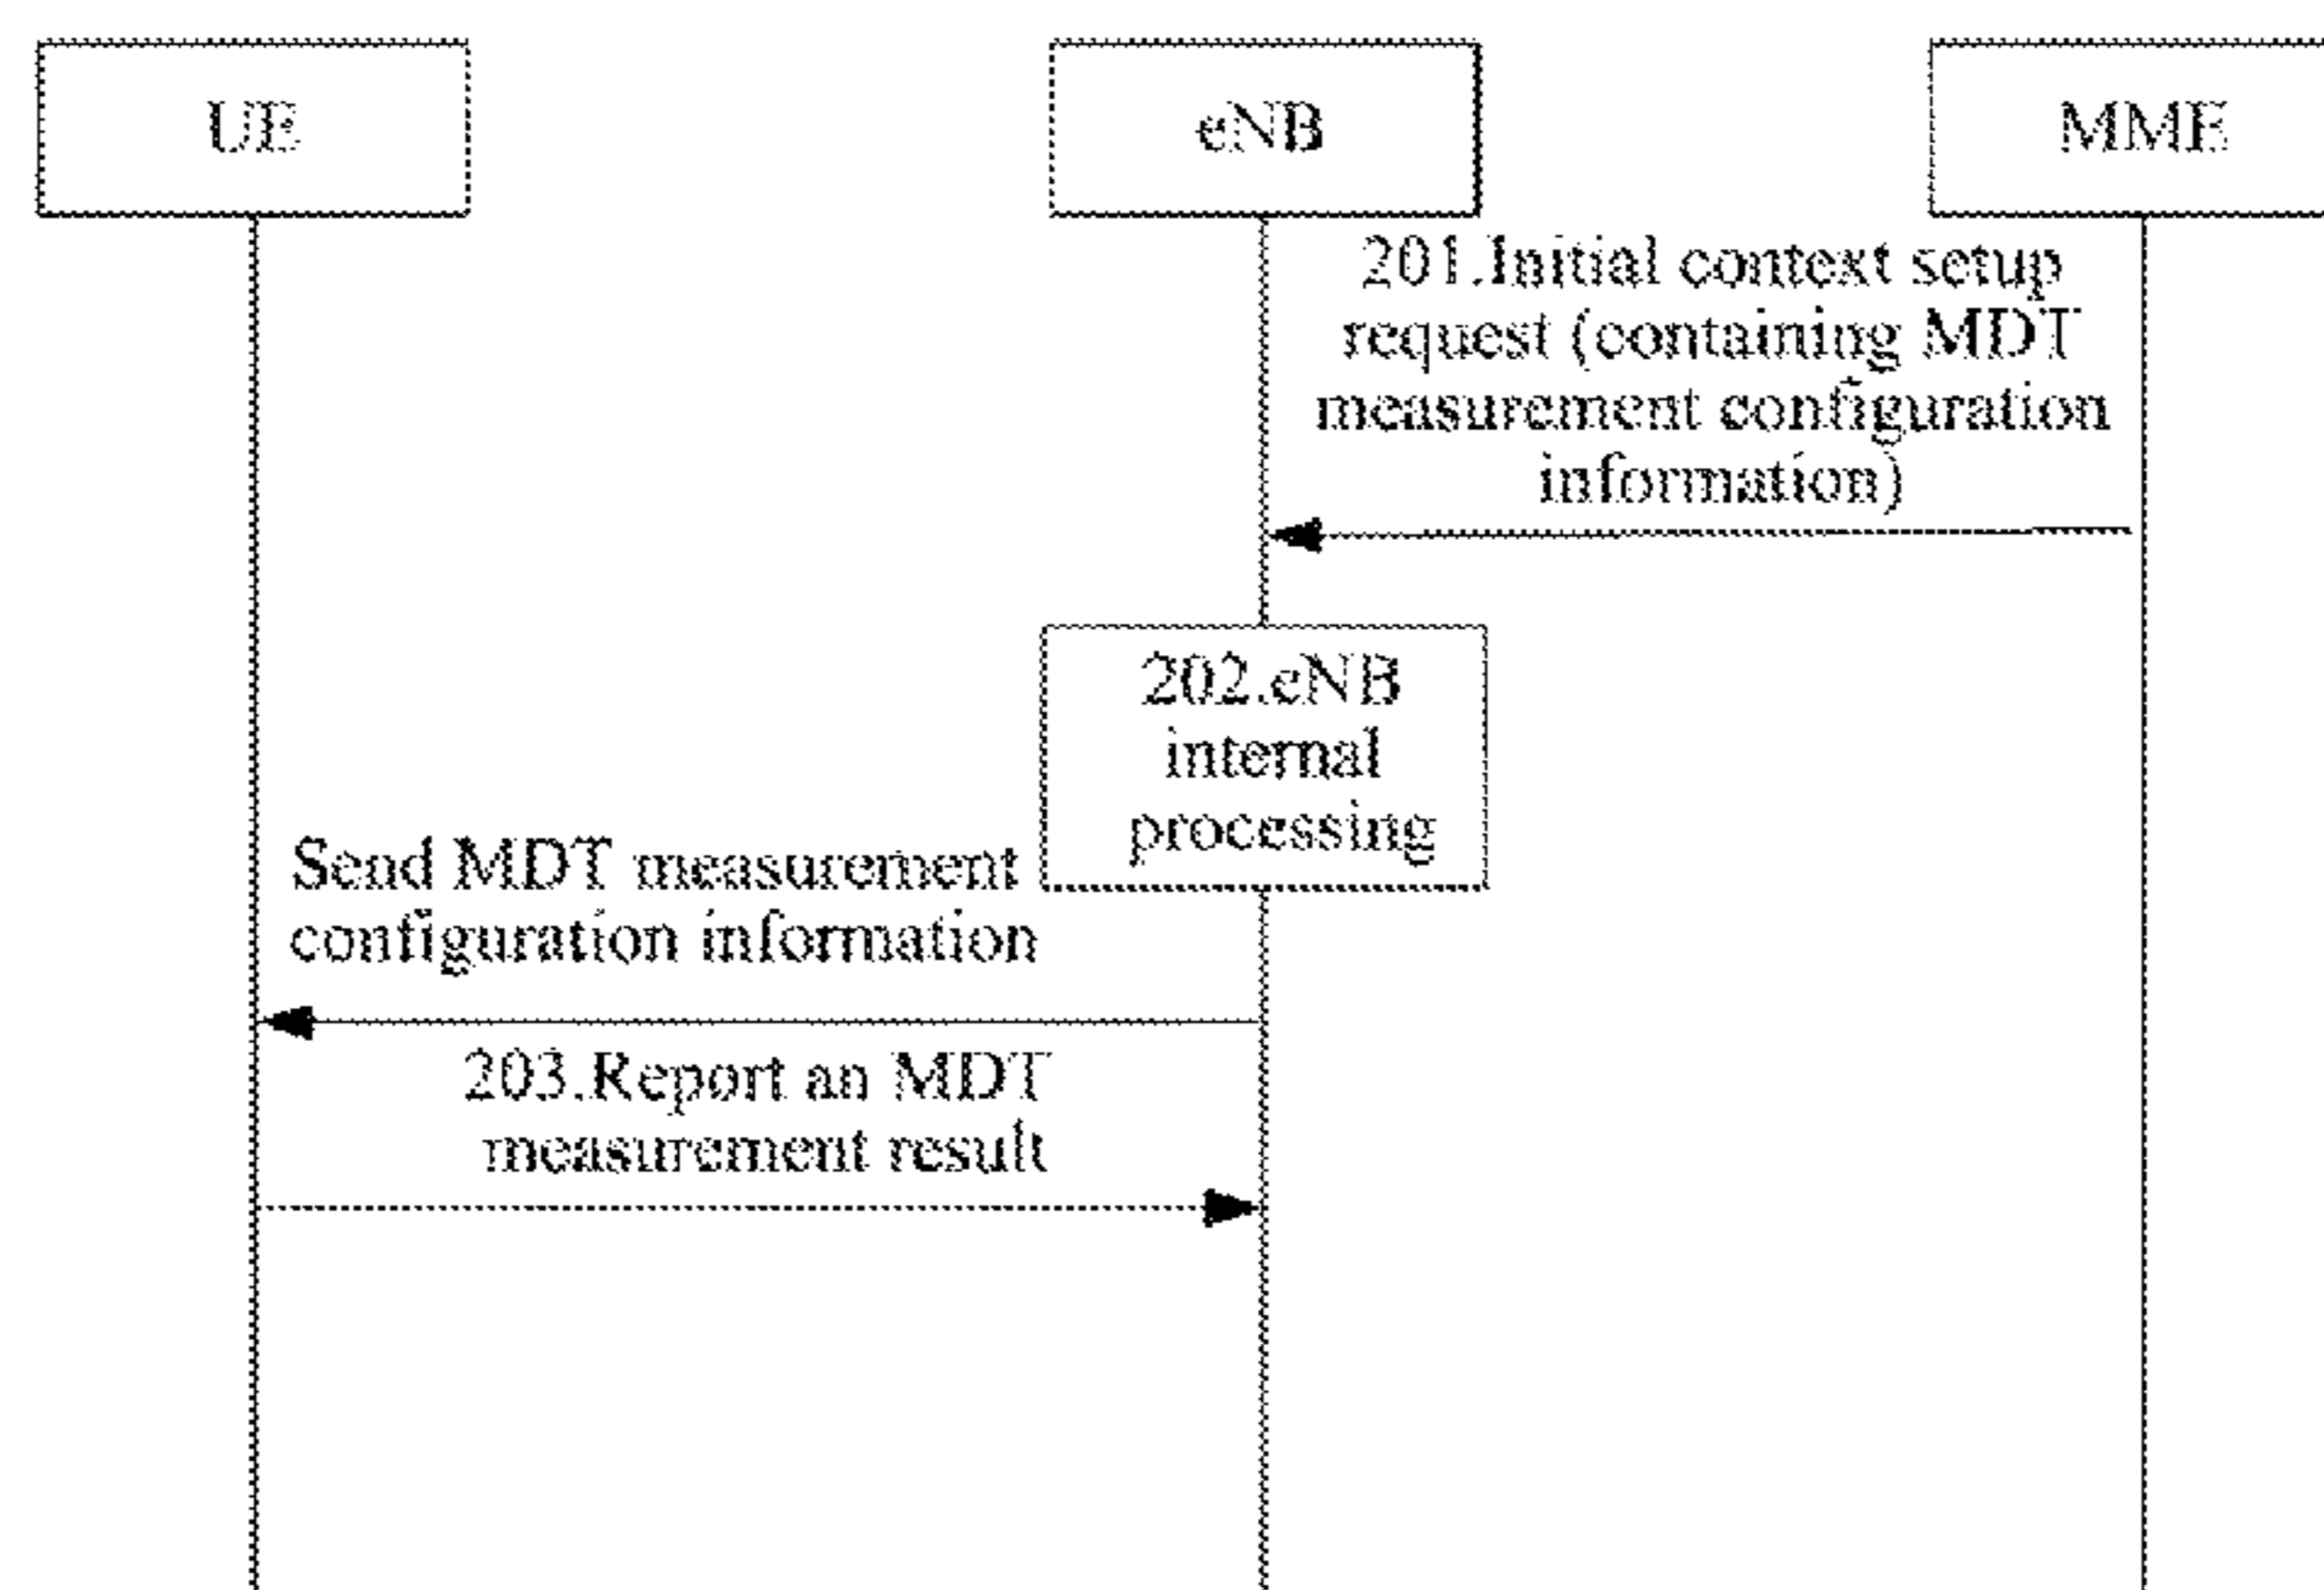 UE
eNB
MME
201.Initial context setup
request (containing MDT
measurement configuration
information)
202.eNB
internal
processing
Send MDT measurement
configuration information
203.Report an MDT
measurement result